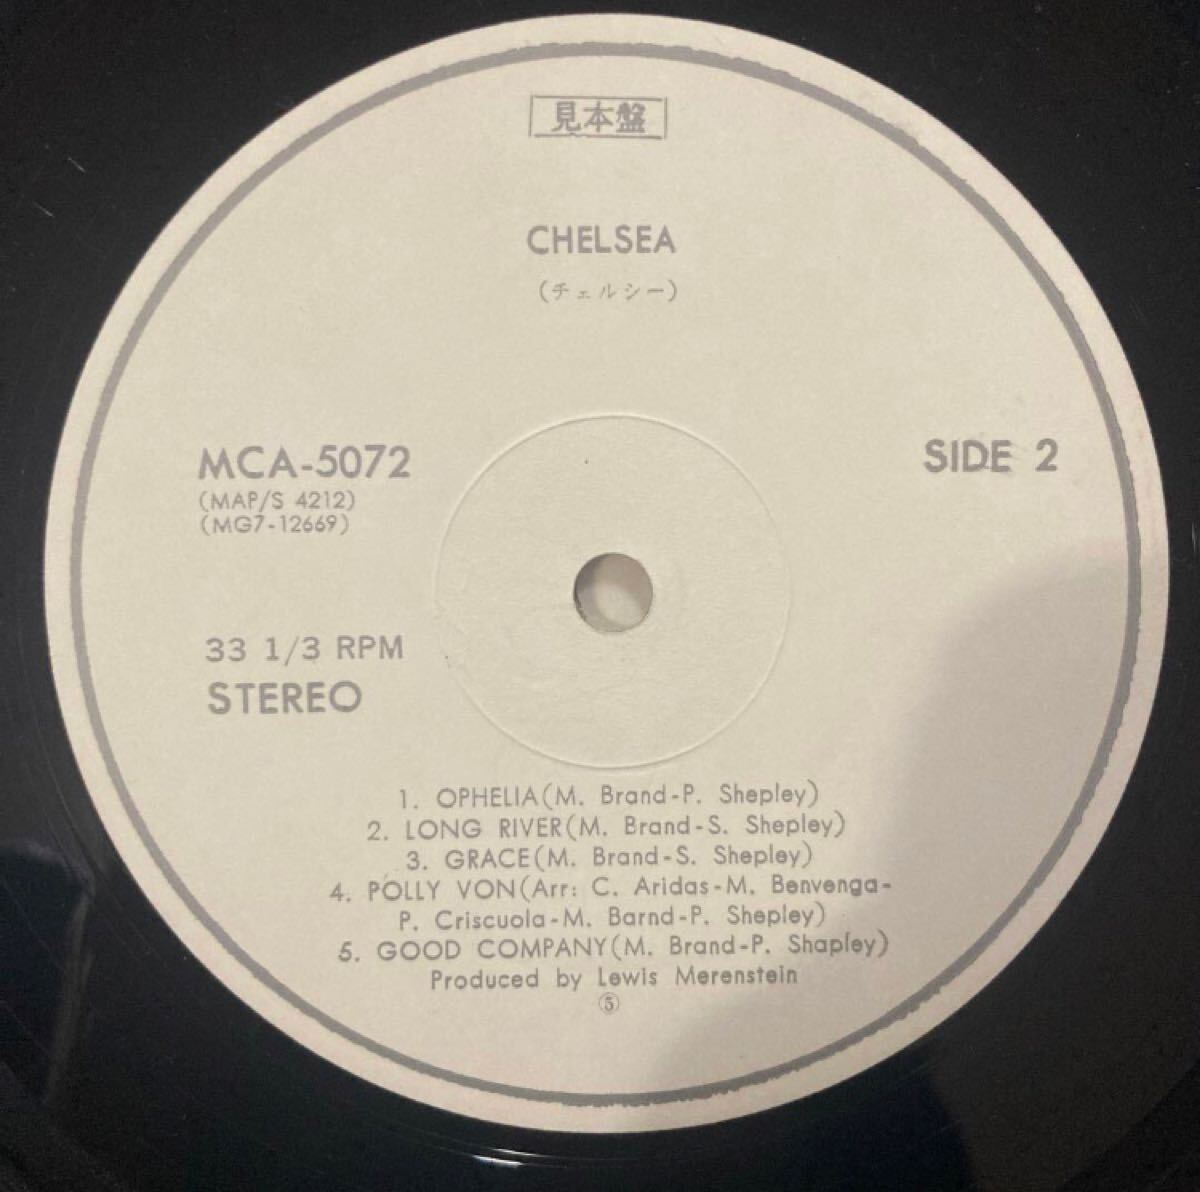 見本盤
CHELSEA
(チェルシー)
MCA-5072
(MAP/S 4212)
(MG7-12669)
SIDE 2
33 1/3 RPM
STEREO
1. OPHELIA(M. Brand-P. Shepley)
2. LONG RIVER(M. Brand-S. Shepley)
3. GRACE(M. Brand-S. Shepley)
4. POLLY VON(Arr: C. Aridas-M. Benvenga-
P. Criscuola-M. Barnd-P. Shepley)
5. GOOD COMPANY(M. Brand-P. Shapley)
Produced by Lewis Merenstein
⑤